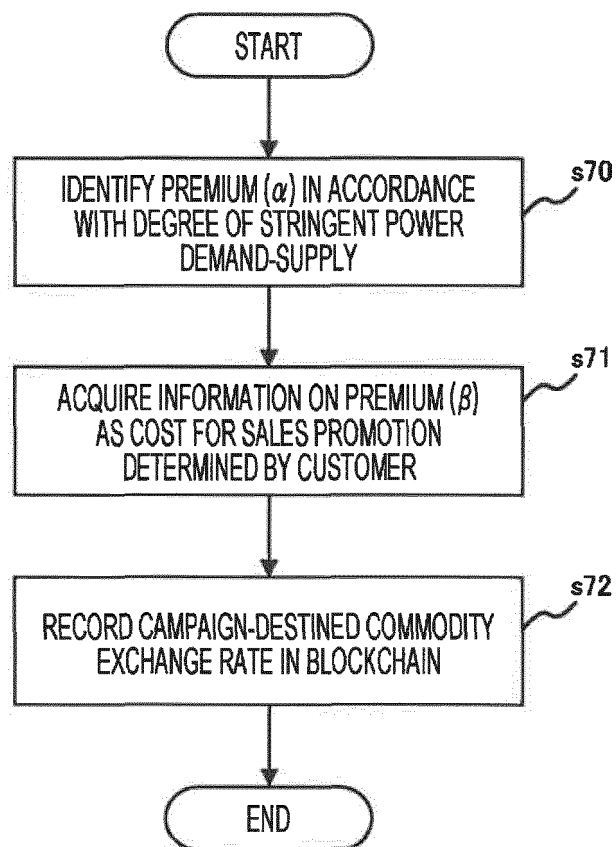 START
s70
IDENTIFY PREMIUM (α) IN ACCORDANCE
WITH DEGREE OF STRINGENT POWER
DEMAND-SUPPLY
s71
ACQUIRE INFORMATION ON PREMIUM (β)
AS COST FOR SALES PROMOTION
DETERMINED BY CUSTOMER
s72
RECORD CAMPAIGN-DESTINED COMMODITY
EXCHANGE RATE IN BLOCKCHAIN
END